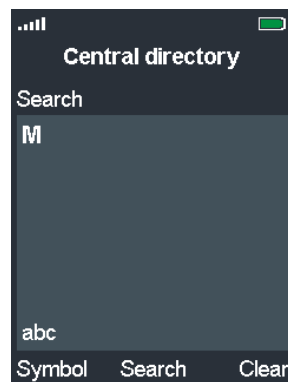 Central directory
Search
M
abc
Symbol Search Clear